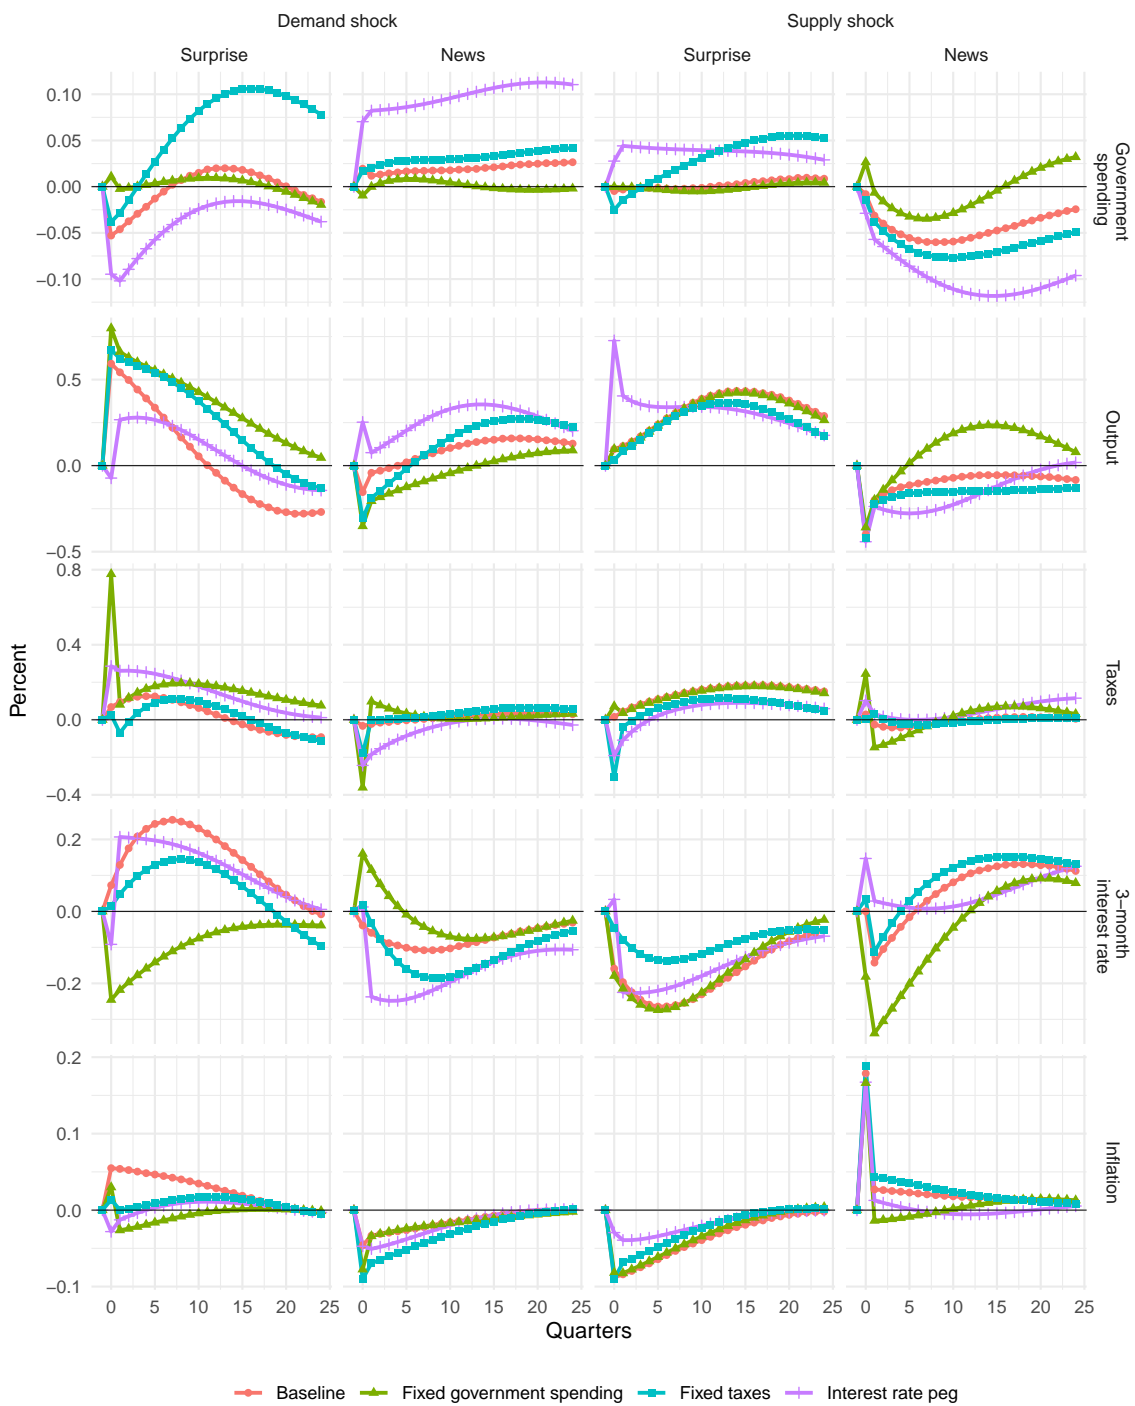 Demand shock Supply shock
Surprise News Surprise News
0.10
0.05
0.00
−0.05
−0.10
Government
spending
0.5
0.0
−0.5
Output
0.8
0.4
0.0
−0.4
Taxes
0.2
0.0
−0.2
3−month
interest rate
0.2
0.1
0.0
−0.1
Inflation
Percent
0 5 10 15 20 25 0 5 10 15 20 25 0 5 10 15 20 25 0 5 10 15 20 25
Quarters
Baseline Fixed government spending Fixed taxes Interest rate peg